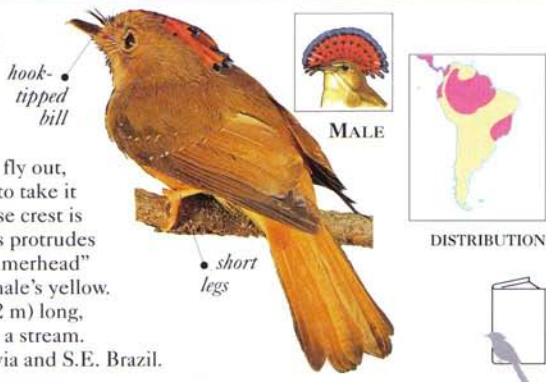 hook-
tipped
bill
MALE
fly out,
to take it
se crest is
s protrudes
merhead”
ale's yellow.
2 m) long,
a stream.
via and S.E. Brazil.
short
legs
DISTRIBUTION